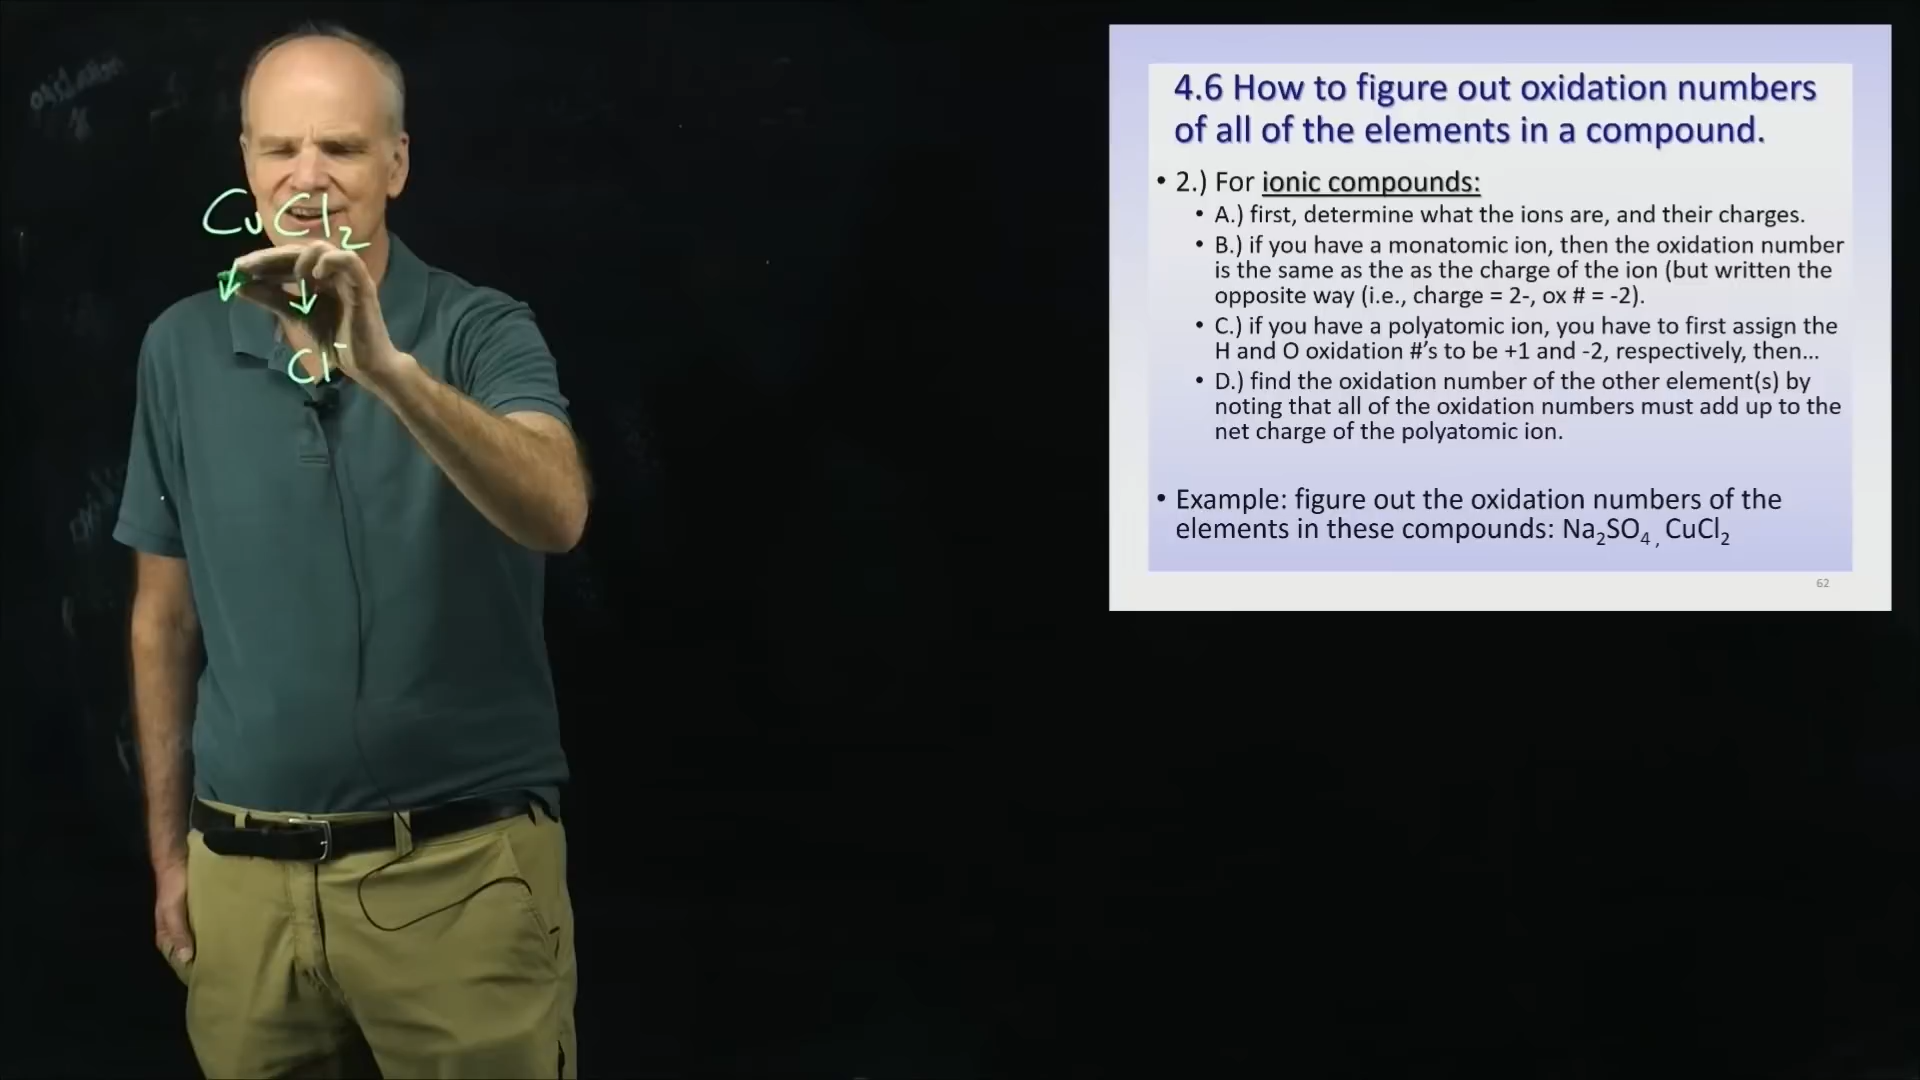 oxidation
#
CuCl2
Cl-
4.6 How to figure out oxidation numbers
of all of the elements in a compound.
• 2.) For ionic compounds:
• A.) first, determine what the ions are, and their charges.
• B.) if you have a monatomic ion, then the oxidation number
is the same as the as the charge of the ion (but written the
opposite way (i.e., charge = 2-, ox # = -2).
• C.) if you have a polyatomic ion, you have to first assign the
H and O oxidation #’s to be +1 and -2, respectively, then…
• D.) find the oxidation number of the other element(s) by
noting that all of the oxidation numbers must add up to the
net charge of the polyatomic ion.
• Example: figure out the oxidation numbers of the
elements in these compounds: Na2SO4 , CuCl2
62